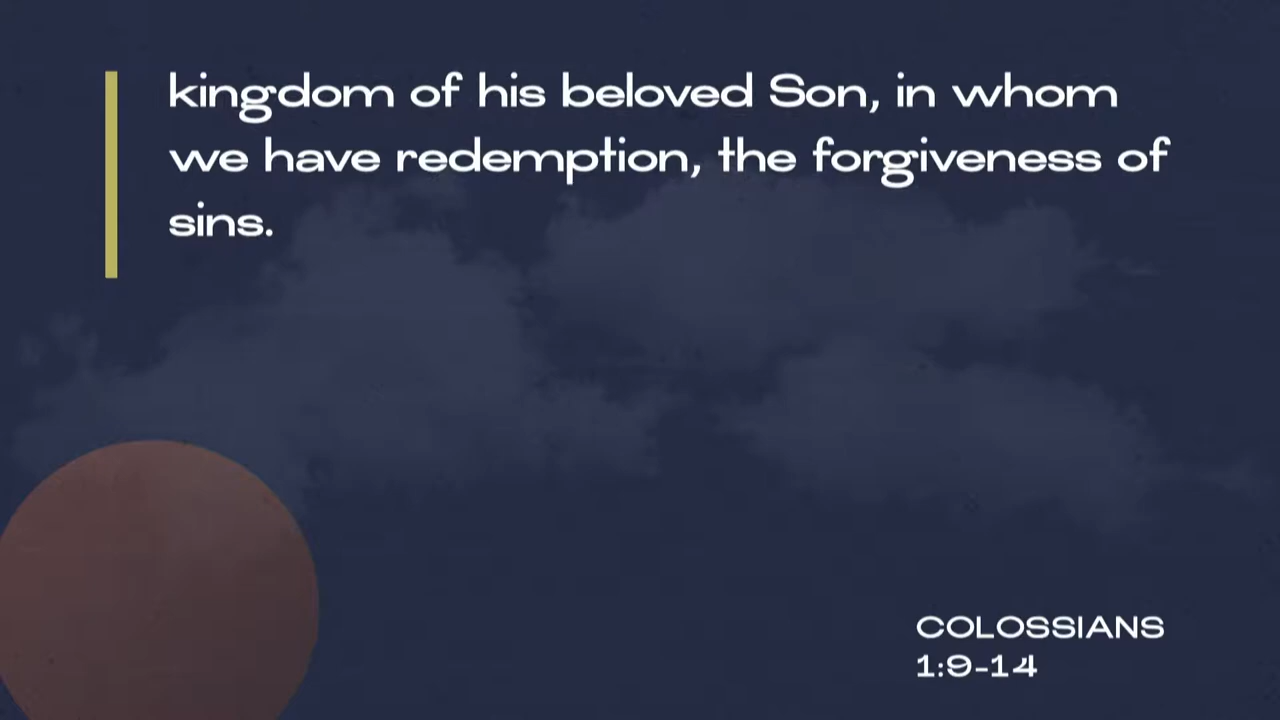 kingdom of his beloved Son, in whom
we have redemption, the forgiveness of
sins.
COLOSSIANS
1:9-14